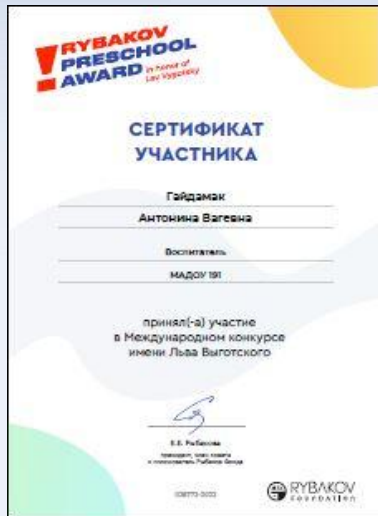 RYBAKOV
PRESCHOOL
AWARD in honor of
Lev Vygotsky
СЕРТИФИКАТ
УЧАСТНИКА
Гайдамак
Антонина Вагевна
Воспитатель
МАДОУ 191
принял(-а) участие
в Международном конкурсе
имени Льва Выготского
Е.Е. Рыбакова
RYBAKOV
Foundation